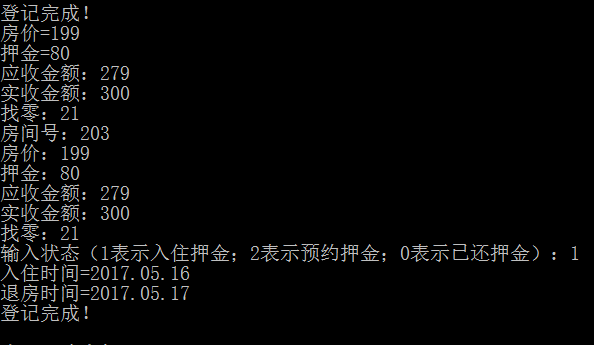 登记完成！
房价=199
押金=80
应收金额：279
实收金额：300
找零：21
房间号：203
房价：199
押金：80
应收金额：279
实收金额：300
找零：21
输入状态（1表示入住押金；2表示预约押金；0表示已还押金）：1
入住时间=2017.05.16
退房时间=2017.05.17
登记完成！